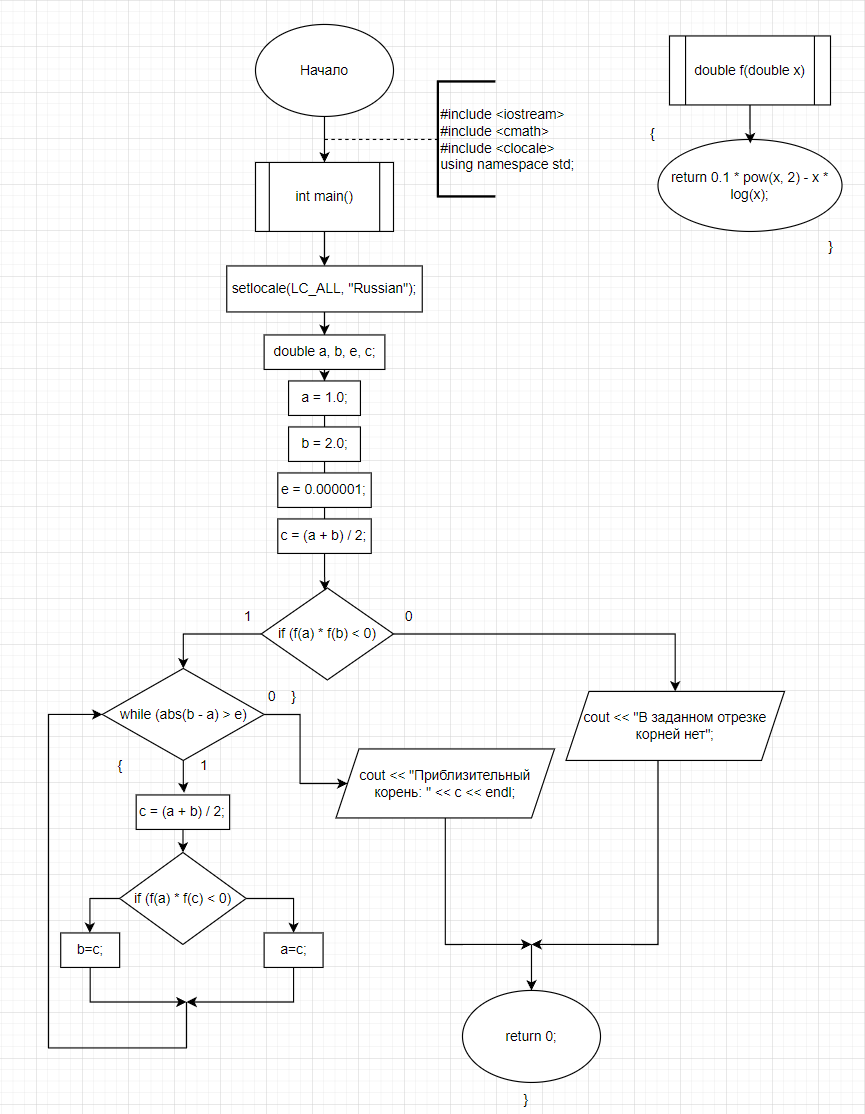 Начало
#include <iostream>
#include <cmath>
#include <clocale>
using namespace std;
int main()
setlocale(LC_ALL, "Russian");
double a, b, e, c;
a = 1.0;
b = 2.0;
e = 0.000001;
c = (a + b) / 2;
1
if (f(a) * f(b) < 0)
0
while (abs(b - a) > e)
0 }
{
1
c = (a + b) / 2;
if (f(a) * f(c) < 0)
b=c;
a=c;
cout << "Приблизительный
корень: " << c << endl;
cout << "В заданном отрезке
корней нет";
return 0;
}
double f(double x)
{
return 0.1 * pow(x, 2) - x *
log(x);
}